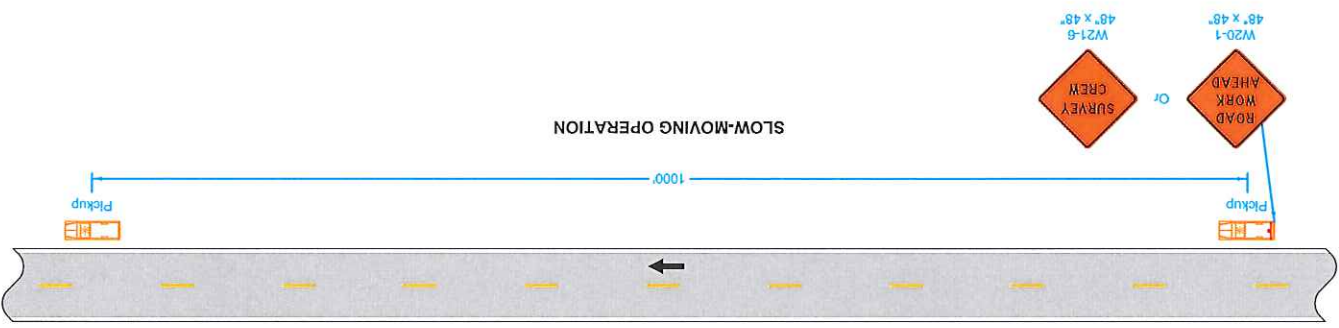 Pickup
Pickup
1000'
SLOW-MOVING OPERATION
ROAD
WORK
AHEAD
Or
SURVEY
CREW
W20-1
48" x 48"
W21-6
48" x 48"